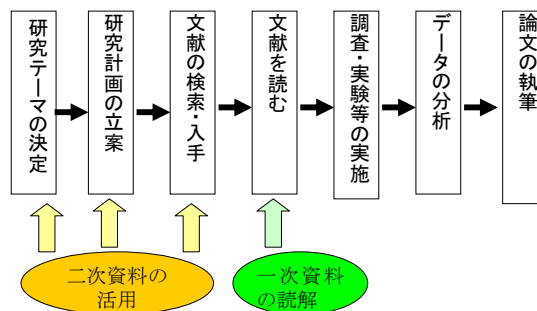 研究テーマの決定
研究計画の立案
文献の検索・入手
文献を読む
調査・実験等の実施
データの分析
論文の執筆
二次資料の
活用
一次資料
の読解